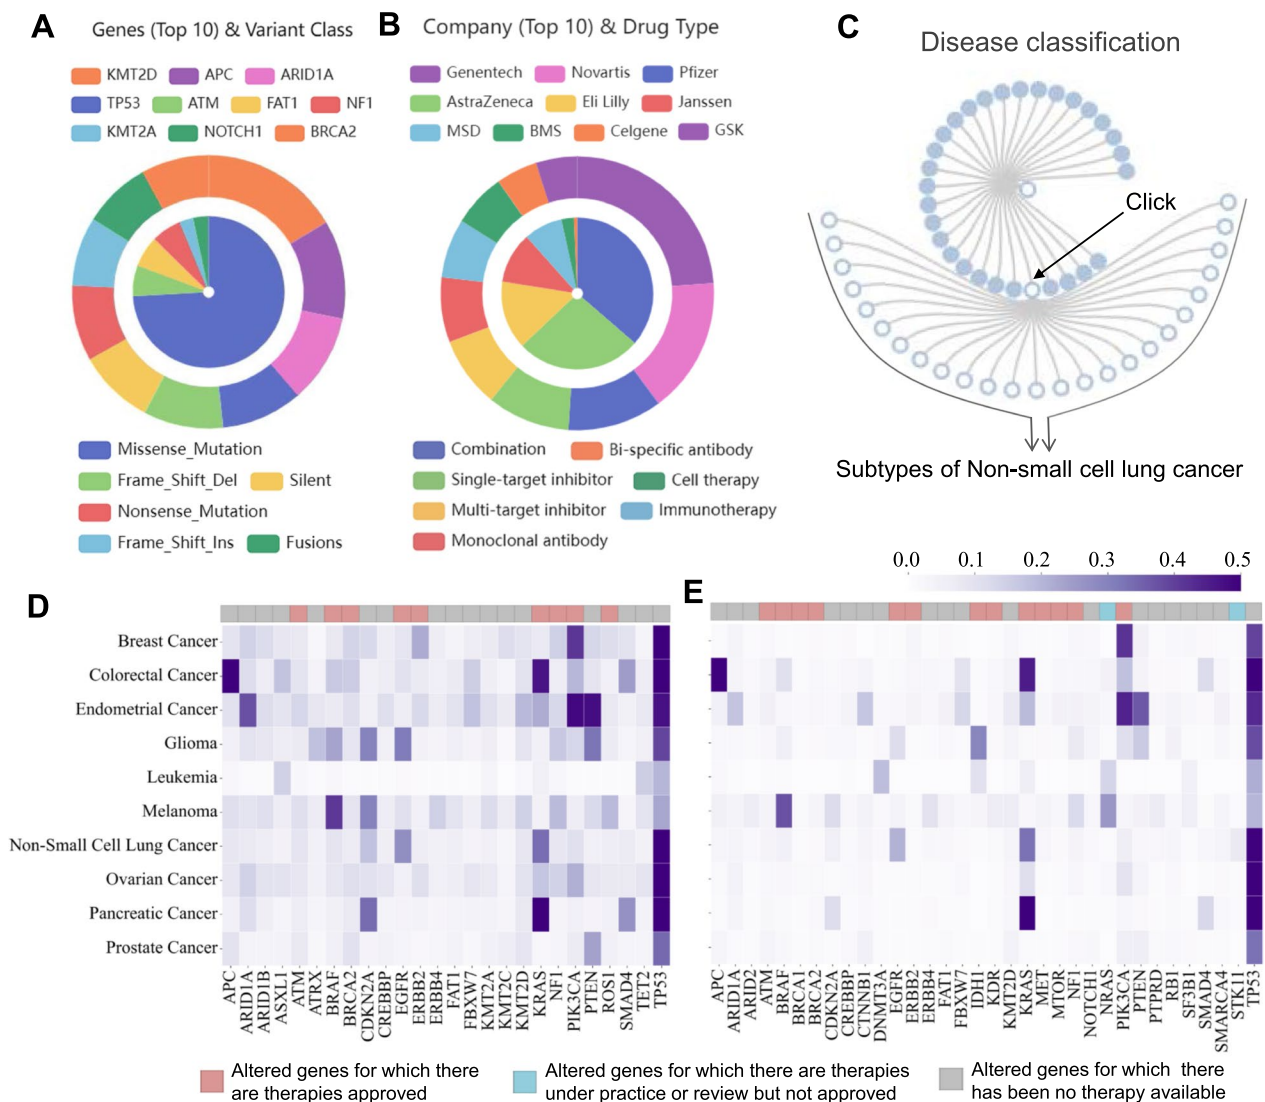 A
Genes (Top 10) & Variant Class
KMT2D APC ARID1A
TP53 ATM FAT1 NF1
KMT2A NOTCH1 BRCA2
Missense_Mutation
Frame_Shift_Del Silent
Nonsense_Mutation
Frame_Shift_Ins Fusions
B
Company (Top 10) & Drug Type
Genentech Novartis Pfizer
AstraZeneca Eli Lilly Janssen
MSD BMS Celgene GSK
Combination Bi-specific antibody
Single-target inhibitor Cell therapy
Multi-target inhibitor Immunotherapy
Monoclonal antibody
C
Disease classification
Click
Subtypes of Non-small cell lung cancer
0.0 0.1 0.2 0.3 0.4 0.5
D
Breast Cancer
Colorectal Cancer
Endometrial Cancer
Glioma
Leukemia
Melanoma
Non-Small Cell Lung Cancer
Ovarian Cancer
Pancreatic Cancer
Prostate Cancer
APC
ARID1A
ARID1B
ASXL1
ATM
ATRX
BRAF
BRCA2
CDKN2A
CREBBP
EGFR
ERBB2
ERBB4
FAT1
FBXW7
KMT2A
KMT2C
KMT2D
KRAS
NF1
PIK3CA
PTEN
ROS1
SMAD4
TET2
TP53
E
APC
ARID1A
ARID2
ATM
BRAF
BRCA1
BRCA2
CDKN2A
CREBBP
CTNNB1
DNMT3A
EGFR
ERBB2
ERBB4
FAT1
FBXW7
IDH1
KDR
KMT2D
KRAS
MET
MTOR
NF1
NOTCH1
NRAS
PIK3CA
PTEN
PTPRD
RB1
SF3B1
SMAD4
SMARCA4
STK11
TP53
Altered genes for which there
are therapies approved
Altered genes for which there are therapies
under practice or review but not approved
Altered genes for which there
has been no therapy available